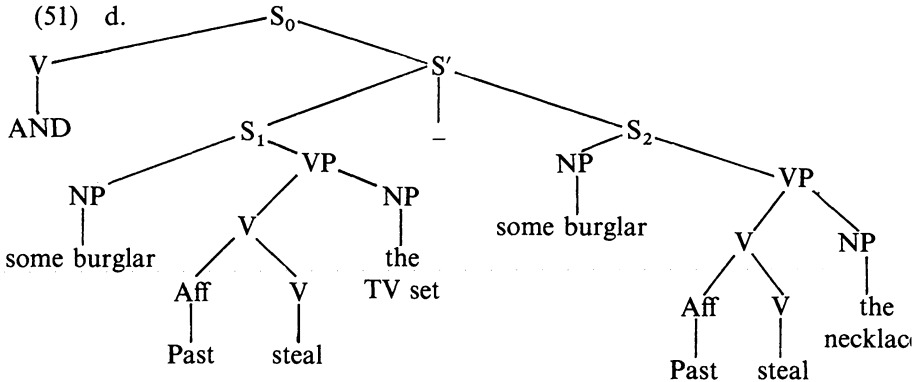 (51) d. S₀
V S′
AND S₁ – S₂
NP VP NP VP
some burglar V NP some burglar V NP
Aff V the TV set Aff V the
Past steal Past steal